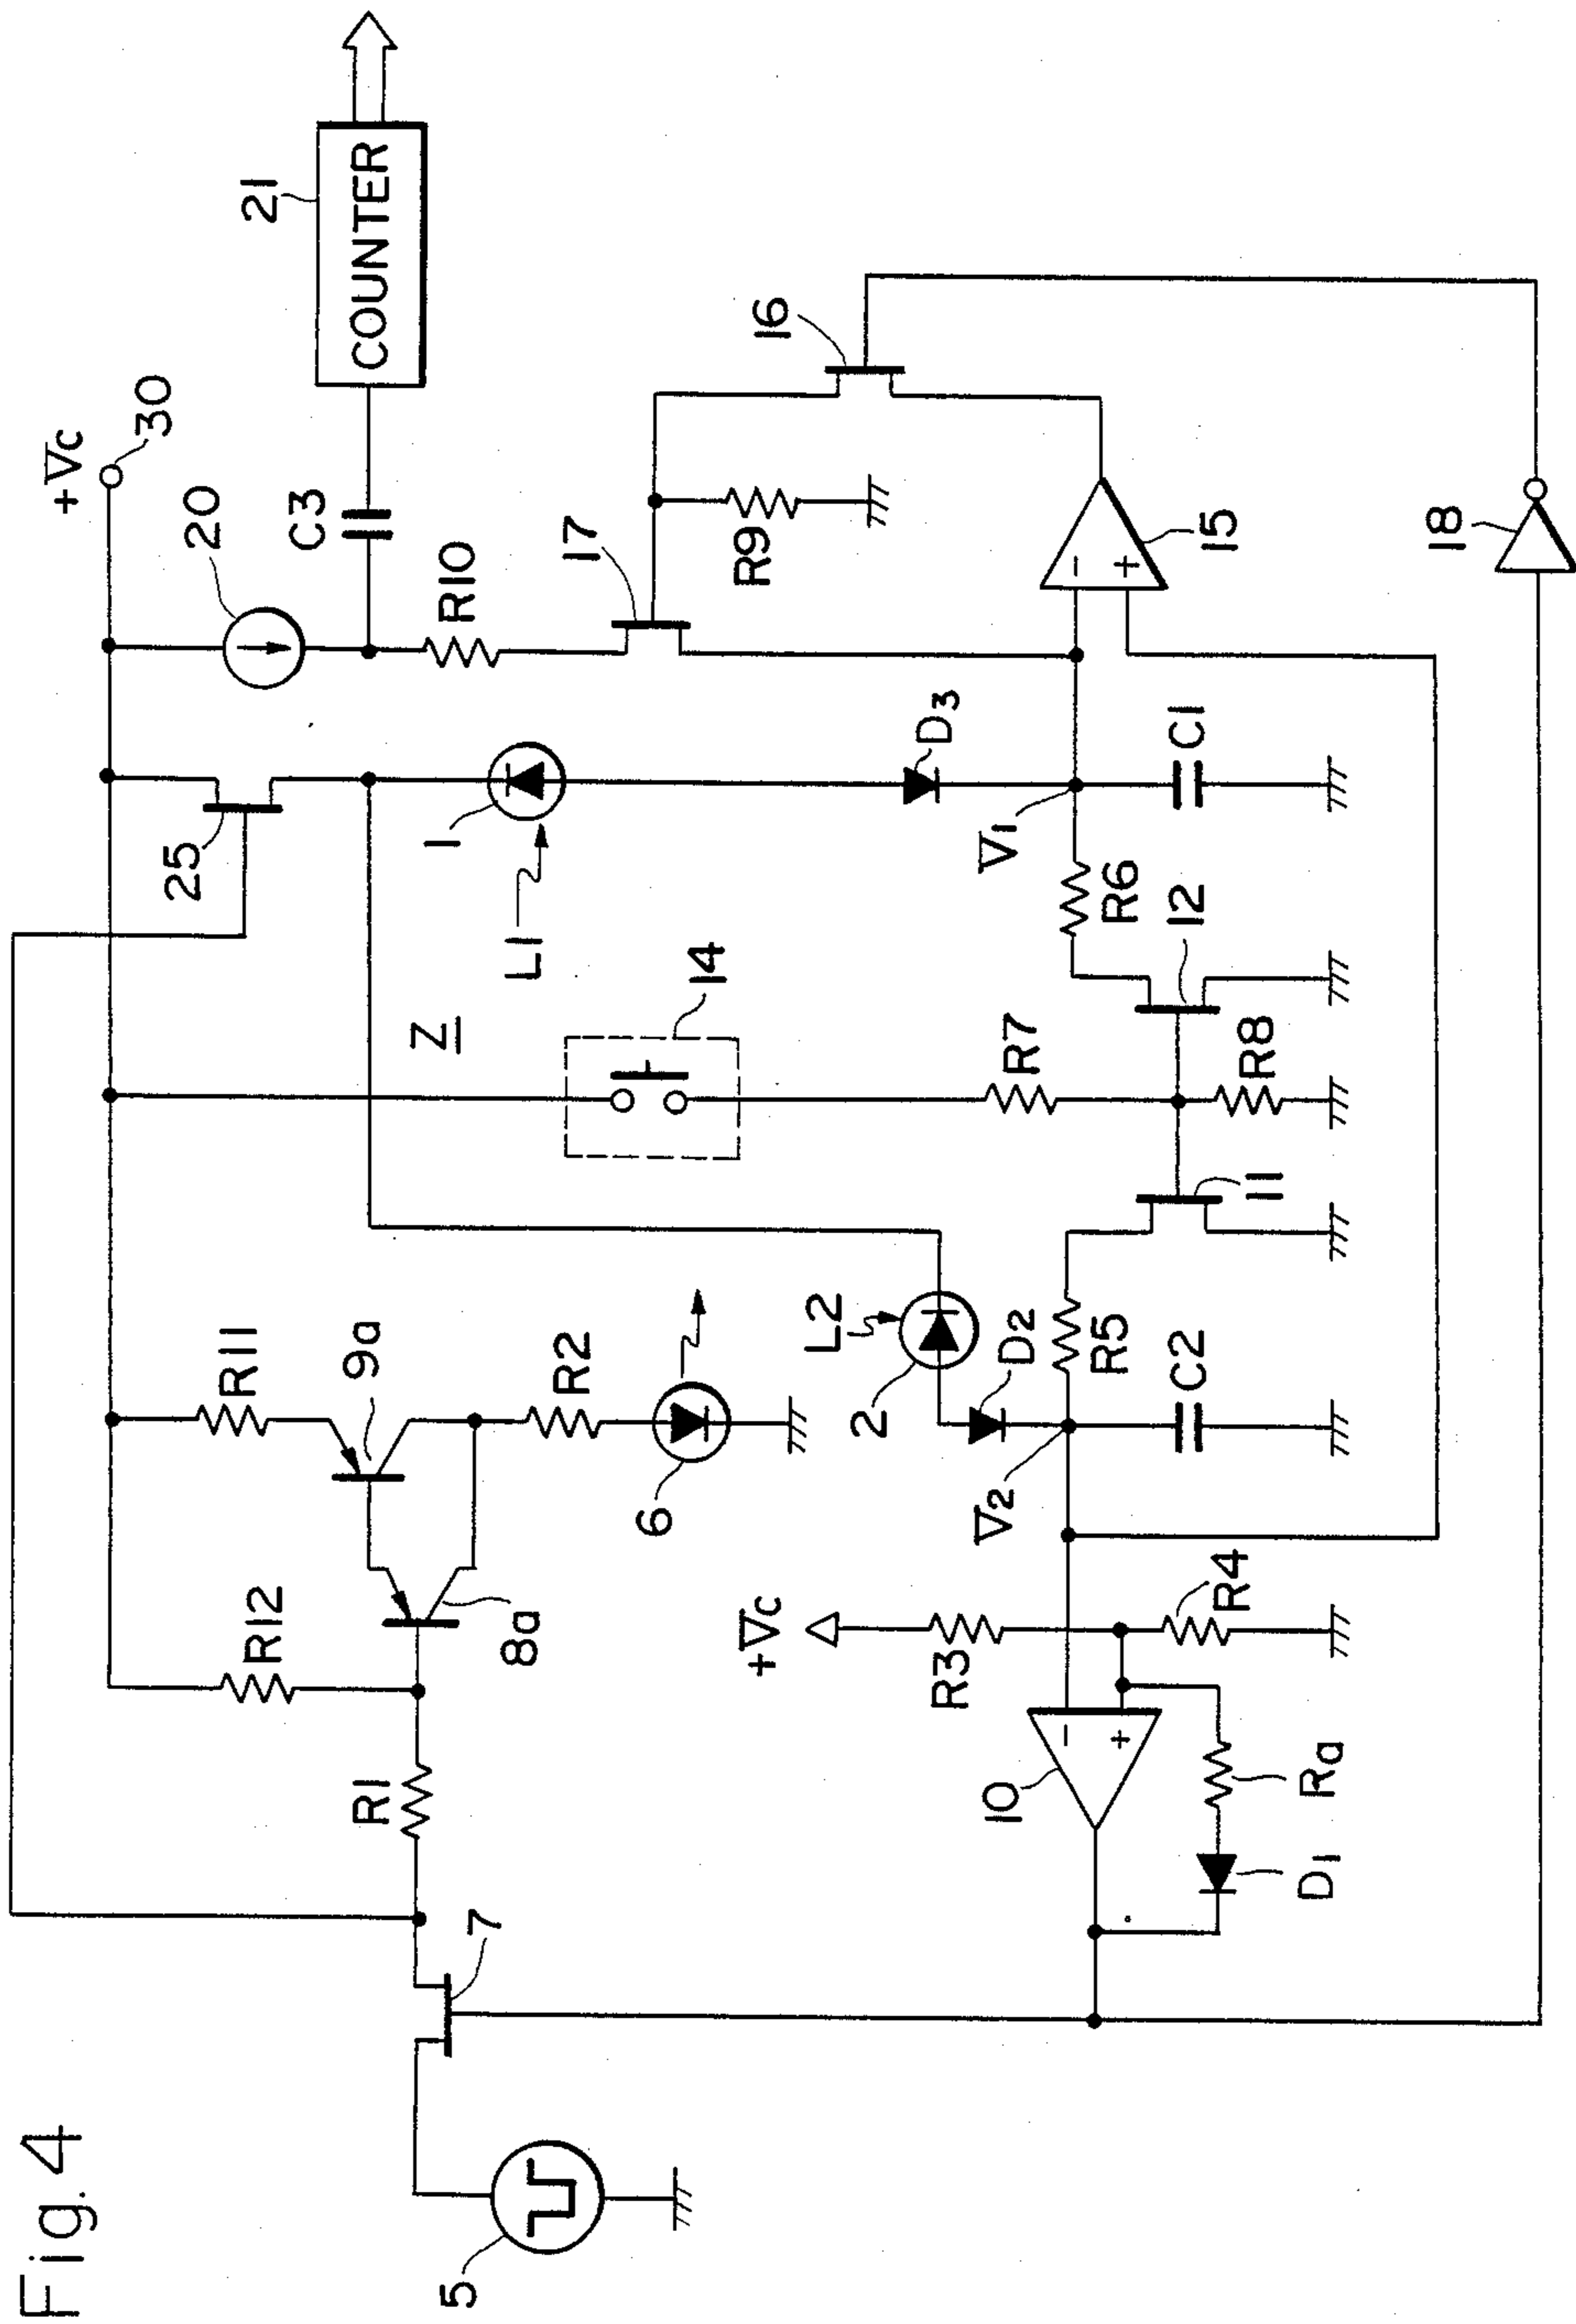 Fig. 4
+Vc
30
20
21
COUNTER
C3
R10
17
16
R9
15
18
25
1
L1
D3
V1
C1
R6
12
Z
14
R7
R8
11
R11
9a
R2
6
L2
2
D2
R5
C2
V2
R12
8a
+Vc
R3
R4
R1
10
-
+
-
+
Ra
D1
7
5